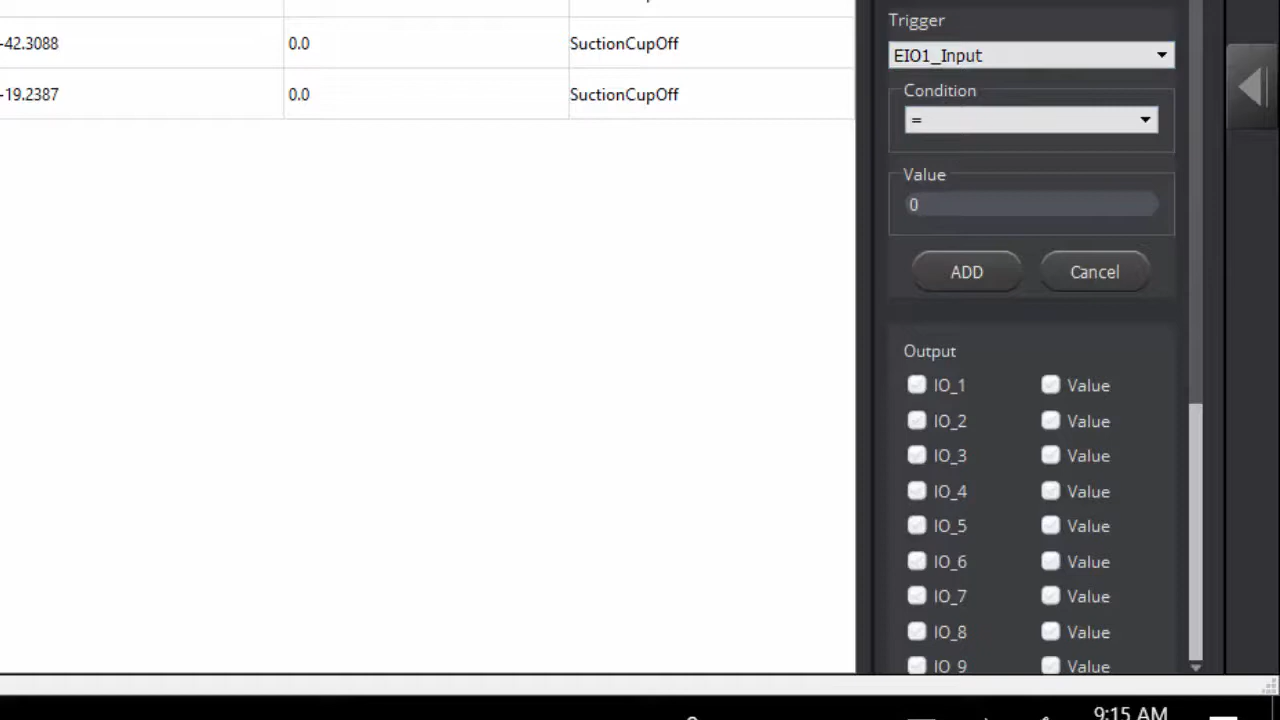 -42.3088 0.0 SuctionCupOff
-19.2387 0.0 SuctionCupOff
Trigger
EIO1_Input
Condition
=
Value
0
ADD Cancel
Output
IO_1 Value
IO_2 Value
IO_3 Value
IO_4 Value
IO_5 Value
IO_6 Value
IO_7 Value
IO_8 Value
IO_9 Value
9:15 AM